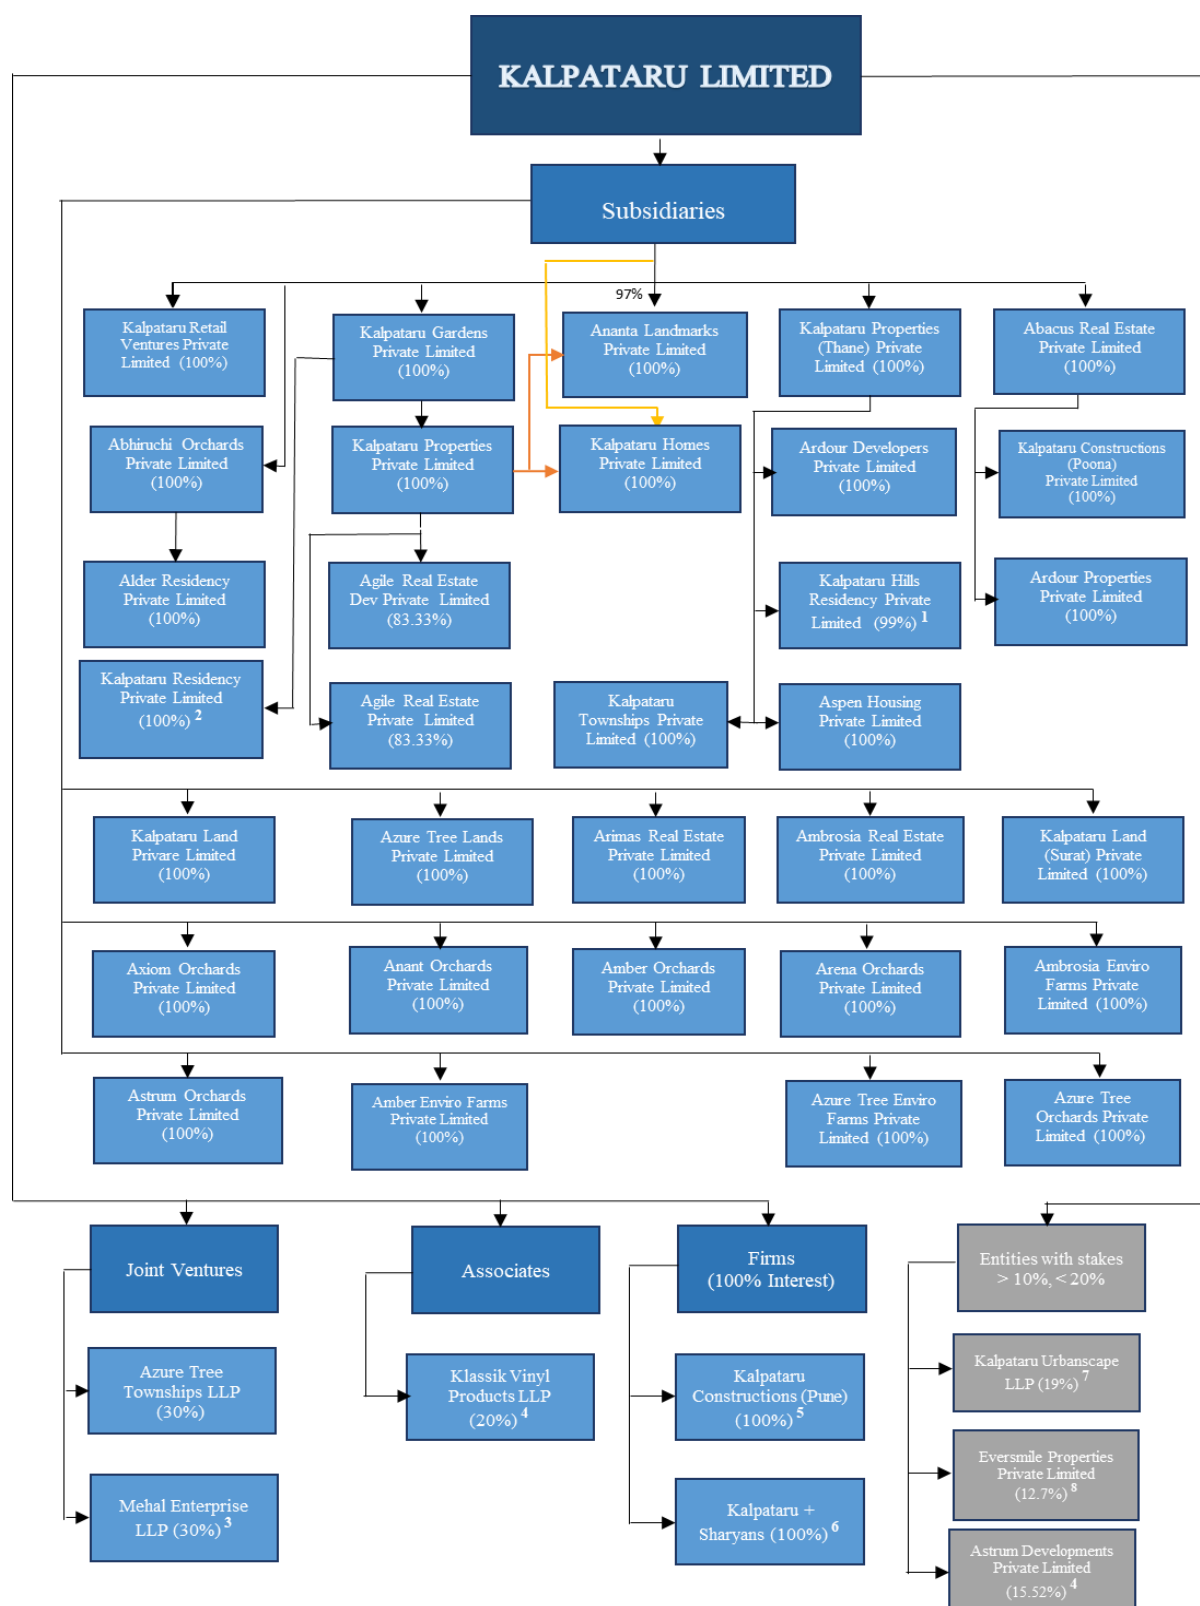 KALPATARU LIMITED
Subsidiaries
97%
Kalpataru Retail
Ventures Private
Limited (100%)
Kalpataru Gardens
Private Limited
(100%)
Ananta Landmarks
Private Limited
(100%)
Kalpataru Properties
(Thane) Private
Limited (100%)
Abacus Real Estate
Private Limited
(100%)
Abhiruchi Orchards
Private Limited
(100%)
Kalpataru Properties
Private Limited
(100%)
Kalpataru Homes
Private Limited
(100%)
Ardour Developers
Private Limited
(100%)
Kalpataru Constructions
(Poona)
Private Limited
(100%)
Alder Residency
Private Limited
(100%)
Agile Real Estate
Dev Private Limited
(83.33%)
Kalpataru Hills
Residency Private
Limited (99%) 1
Ardour Properties
Private Limited
(100%)
Kalpataru Residency
Private Limited
(100%) 2
Agile Real Estate
Private Limited
(83.33%)
Kalpataru
Townships Private
Limited (100%)
Aspen Housing
Private Limited
(100%)
Kalpataru Land
Privare Limited
(100%)
Azure Tree Lands
Private Limited
(100%)
Arimas Real Estate
Private Limited
(100%)
Ambrosia Real Estate
Private Limited
(100%)
Kalpataru Land
(Surat) Private
Limited (100%)
Axiom Orchards
Private Limited
(100%)
Anant Orchards
Private Limited
(100%)
Amber Orchards
Private Limited
(100%)
Arena Orchards
Private Limited
(100%)
Ambrosia Enviro
Farms Private
Limited (100%)
Astrum Orchards
Private Limited
(100%)
Amber Enviro Farms
Private Limited
(100%)
Azure Tree Enviro
Farms Private
Limited (100%)
Azure Tree
Orchards Private
Limited (100%)
Joint Ventures
Associates
Firms
(100% Interest)
Entities with stakes
> 10%, < 20%
Azure Tree
Townships LLP
(30%)
Klassik Vinyl
Products LLP
(20%) 4
Kalpataru
Constructions (Pune)
(100%) 5
Kalpataru Urbanscape
LLP (19%) 7
Mehal Enterprise
LLP (30%) 3
Kalpataru +
Sharyans (100%) 6
Eversmile Properties
Private Limited
(12.7%) 8
Astrum Developments
Private Limited
(15.52%) 4